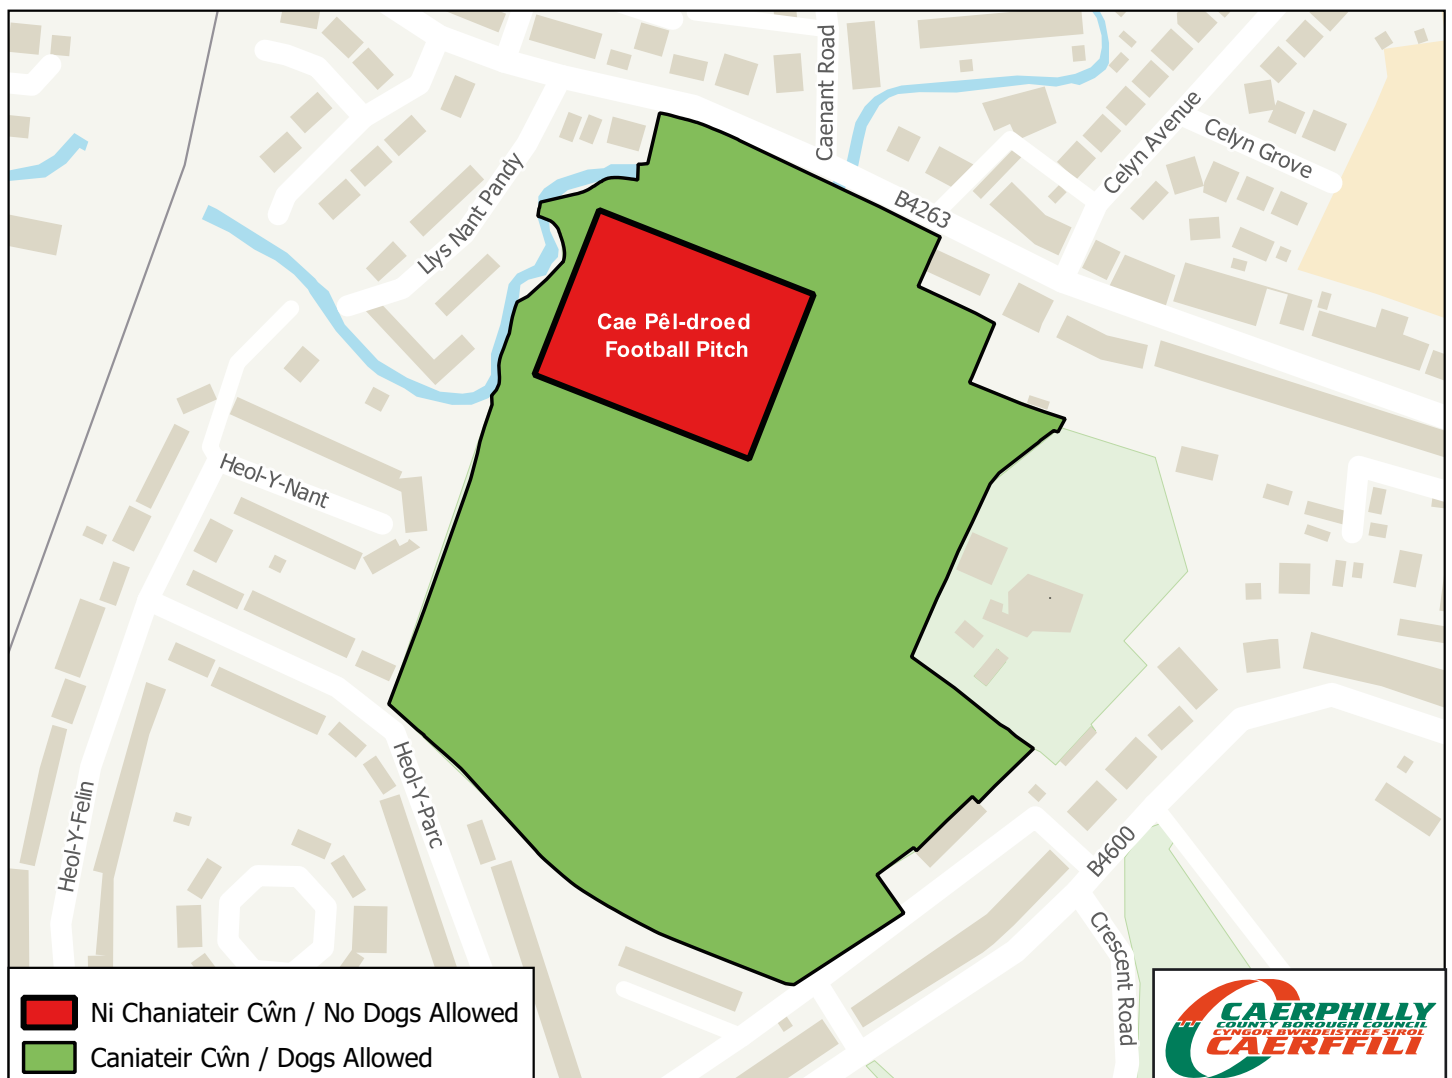 Caenant Road
Celyn Avenue
Celyn Grove
B4263
Llys Nant Pandy
Cae Pêl-droed
Football Pitch
Heol-Y-Nant
Heol-Y-Parc
Heol-Y-Felin
B4600
Crescent Road
Ni Chaniateir Cŵn / No Dogs Allowed
Caniateir Cŵn / Dogs Allowed
CAERPHILLY
COUNTY BOROUGH COUNCIL
CYNGOR BWRDEISTREF SIROL
CAERFFILI